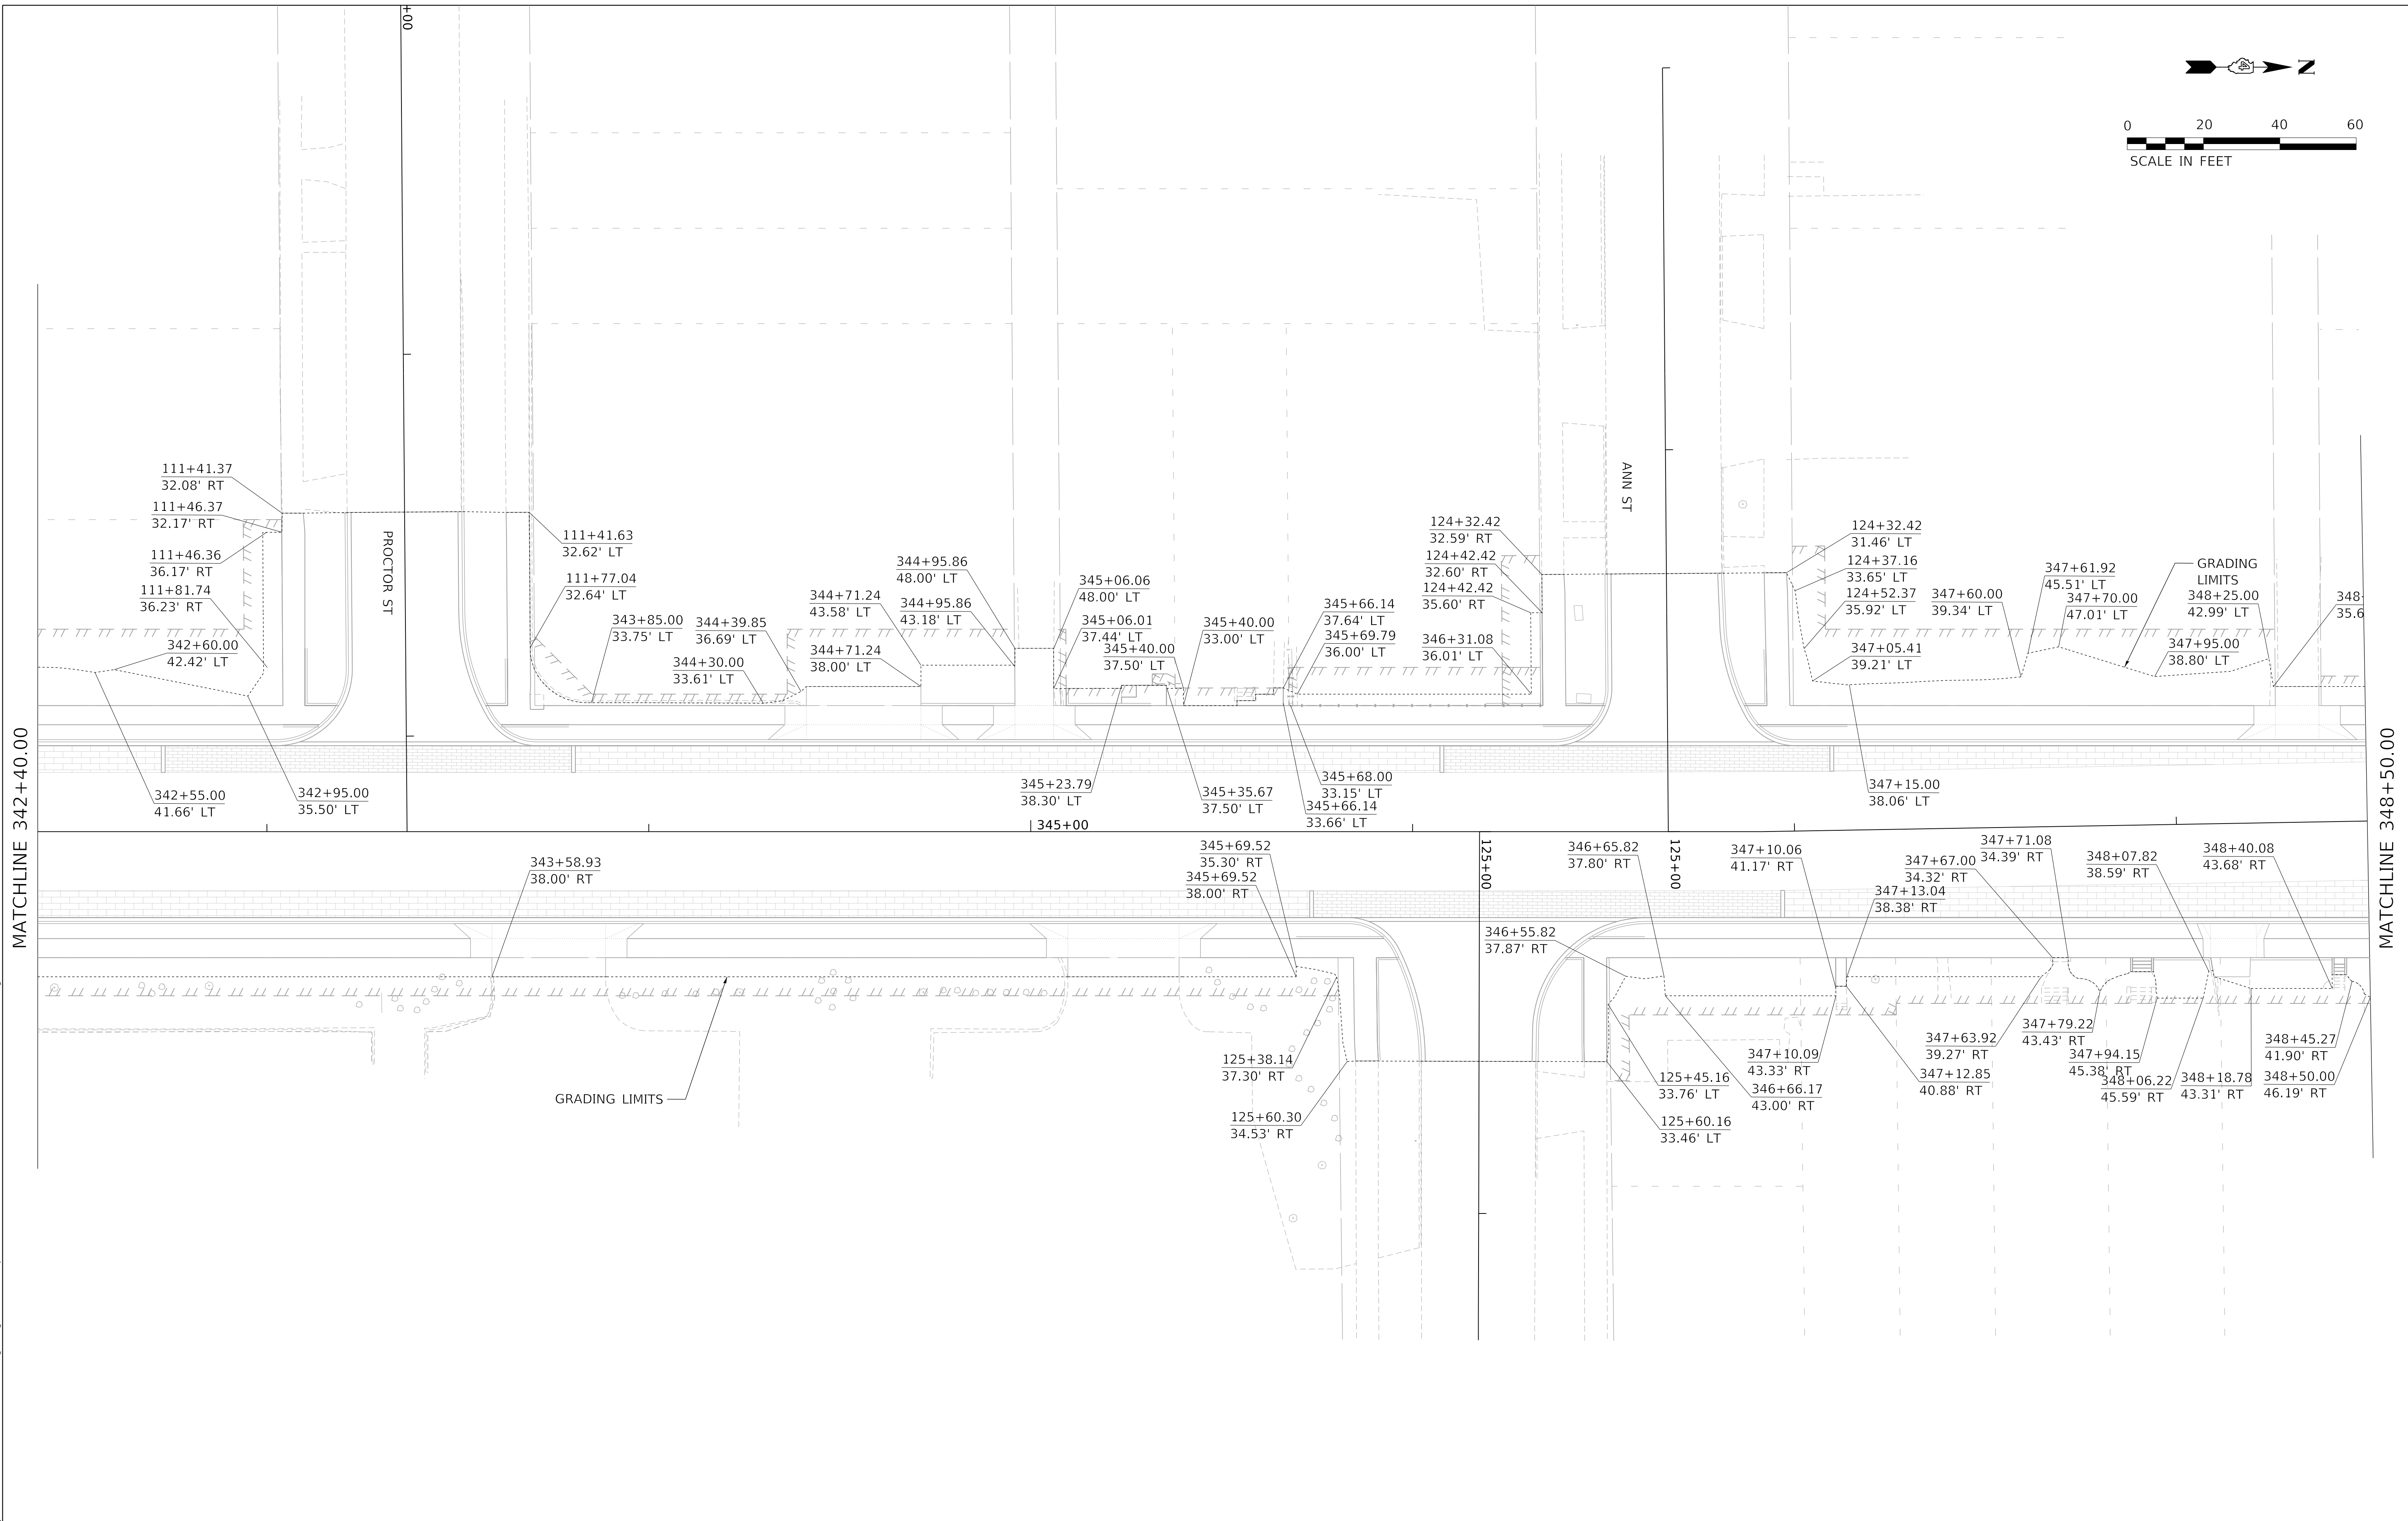 +00
N
0 20 40 60
SCALE IN FEET
111+41.37
32.08' RT
111+46.37
32.17' RT
111+46.36
36.17' RT
111+81.74
36.23' RT
342+60.00
42.42' LT
342+55.00
41.66' LT
342+95.00
35.50' LT
PROCTOR ST
111+41.63
32.62' LT
111+77.04
32.64' LT
343+85.00
33.75' LT
344+39.85
36.69' LT
344+30.00
33.61' LT
344+71.24
43.58' LT
344+71.24
38.00' LT
344+95.86
48.00' LT
344+95.86
43.18' LT
345+06.06
48.00' LT
345+06.01
37.44' LT
345+40.00
37.50' LT
345+40.00
33.00' LT
345+23.79
38.30' LT
345+35.67
37.50' LT
345+66.14
37.64' LT
345+69.79
36.00' LT
345+68.00
33.15' LT
345+66.14
33.66' LT
124+32.42
32.59' RT
124+42.42
32.60' RT
124+42.42
35.60' RT
346+31.08
36.01' LT
ANN ST
124+32.42
31.46' LT
124+37.16
33.65' LT
124+52.37
35.92' LT
347+05.41
39.21' LT
347+15.00
38.06' LT
347+60.00
39.34' LT
347+61.92
45.51' LT
347+70.00
47.01' LT
GRADING
LIMITS
348+25.00
42.99' LT
347+95.00
38.80' LT
348+
35.6
MATCHLINE 342+40.00
MATCHLINE 348+50.00
345+00
125+00
125+00
343+58.93
38.00' RT
345+69.52
35.30' RT
345+69.52
38.00' RT
GRADING LIMITS
125+38.14
37.30' RT
125+60.30
34.53' RT
346+65.82
37.80' RT
346+55.82
37.87' RT
125+45.16
33.76' LT
125+60.16
33.46' LT
346+66.17
43.00' RT
347+10.06
41.17' RT
347+13.04
38.38' RT
347+10.09
43.33' RT
347+12.85
40.88' RT
347+67.00
34.32' RT
347+71.08
34.39' RT
347+63.92
39.27' RT
347+79.22
43.43' RT
347+94.15
45.38' RT
348+07.82
38.59' RT
348+06.22
45.59' RT
348+18.78
43.31' RT
348+40.08
43.68' RT
348+45.27
41.90' RT
348+50.00
46.19' RT